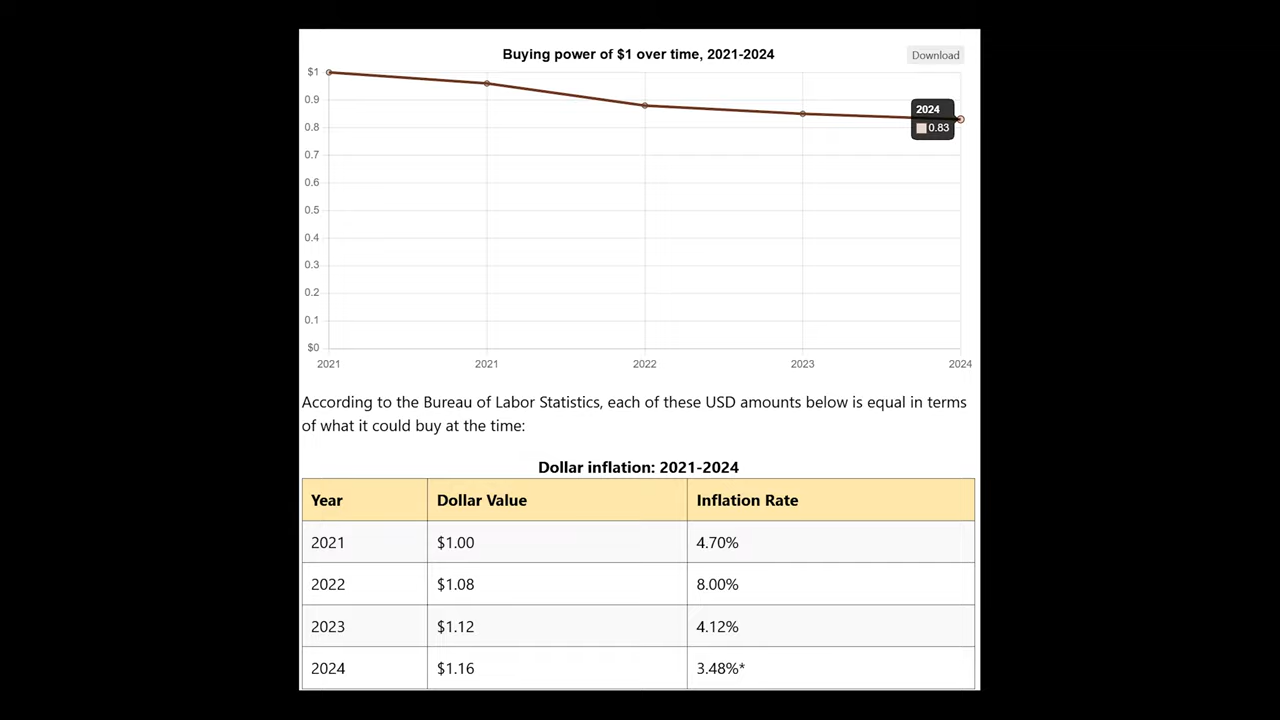 Buying power of $1 over time, 2021-2024
Download
$1
0.9
0.8
0.7
0.6
0.5
0.4
0.3
0.2
0.1
$0
2024
0.83
2021 2021 2022 2023 2024
According to the Bureau of Labor Statistics, each of these USD amounts below is equal in terms
of what it could buy at the time:
Dollar inflation: 2021-2024
Year Dollar Value Inflation Rate
2021 $1.00 4.70%
2022 $1.08 8.00%
2023 $1.12 4.12%
2024 $1.16 3.48%*